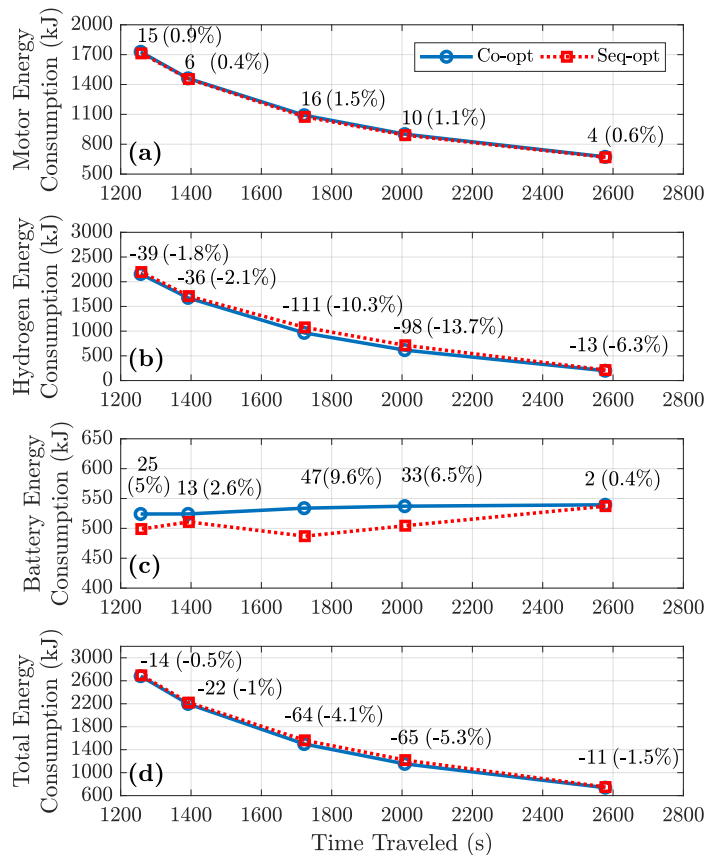 Motor Energy
Consumption (kJ)
1700
1400
1100
800
500
15 (0.9%)
6 (0.4%)
16 (1.5%)
10 (1.1%)
4 (0.6%)
Co-opt
Seq-opt
(a)
1200 1400 1600 1800 2000 2200 2400 2600 2800
Hydrogen Energy
Consumption (kJ)
3000
2500
2000
1500
1000
500
0
-39 (-1.8%)
-36 (-2.1%)
-111 (-10.3%)
-98 (-13.7%)
-13 (-6.3%)
(b)
1200 1400 1600 1800 2000 2200 2400 2600 2800
Battery Energy
Consumption (kJ)
650
600
550
500
450
400
25
(5%)
13 (2.6%)
47(9.6%)
33(6.5%)
2 (0.4%)
(c)
1200 1400 1600 1800 2000 2200 2400 2600 2800
Total Energy
Consumption (kJ)
3000
2600
2200
1800
1400
1000
600
-14 (-0.5%)
-22 (-1%)
-64 (-4.1%)
-65 (-5.3%)
-11 (-1.5%)
(d)
1200 1400 1600 1800 2000 2200 2400 2600 2800
Time Traveled (s)